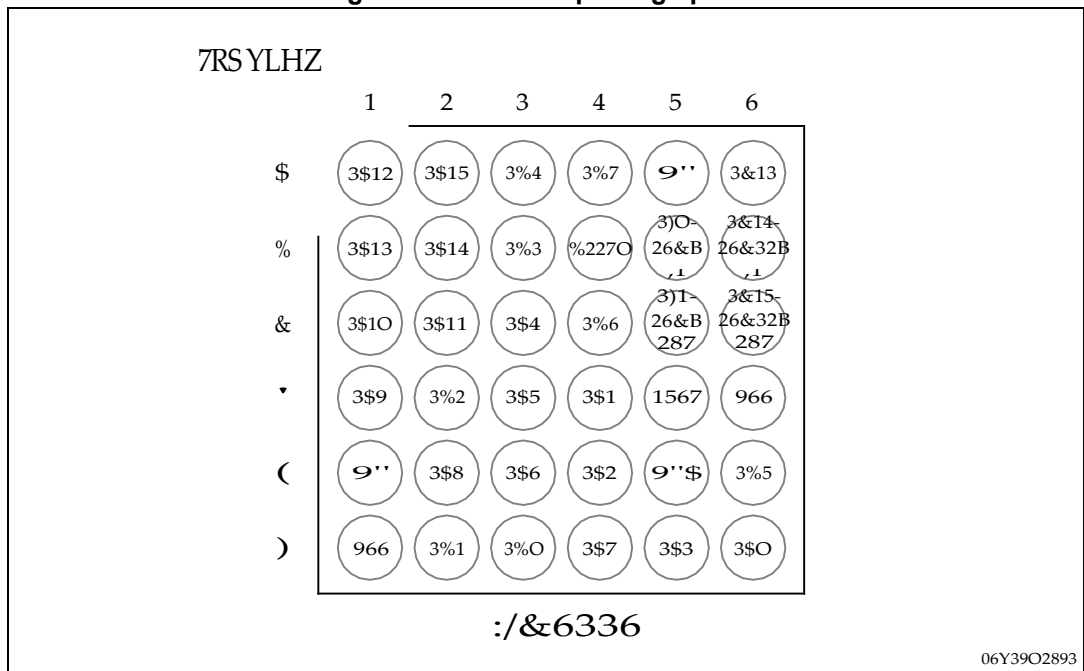 7RS YLHZ
1 2 3 4 5 6
$ 3$12 3$15 3%4 3%7 9'' 3&13
% 3$13 3$14 3%3 %227O 3)O-26&B,1 3&14-26&32B,1
& 3$1O 3$11 3$4 3%6 3)1-26&B287 3&15-26&32B287
' 3$9 3%2 3$5 3$1 1567 966
( 9'' 3$8 3$6 3$2 9''$ 3%5
) 966 3%1 3%O 3$7 3$3 3$O
:/&6336
06Y39O2893